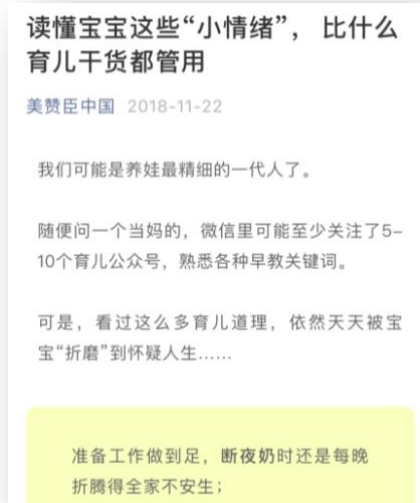 读懂宝宝这些“小情绪”， 比什么
育儿干货都管用
美赞臣中国 2018-11-22
我们可能是养娃最精细的一代人了。
随便问一个当妈的，微信里可能至少关注了5-
10个育儿公众号，熟悉各种早教关键词。
可是，看过这么多育儿道理，依然天天被宝
宝“折磨”到怀疑人生……
准备工作做到足，断夜奶时还是每晚
折腾得全家不安生；